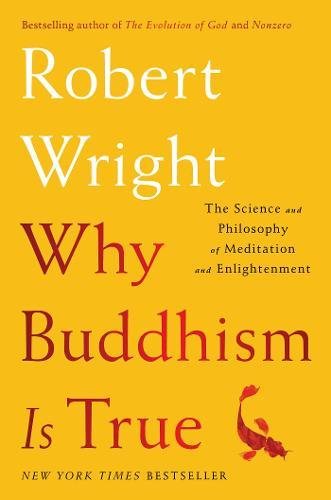 Bestselling author of The Evolution of God and Nonzero
Robert
Wright
The Science and
Philosophy
of Meditation
and Enlightenment
Why
Buddhism
Is True
NEW YORK TIMES BESTSELLER